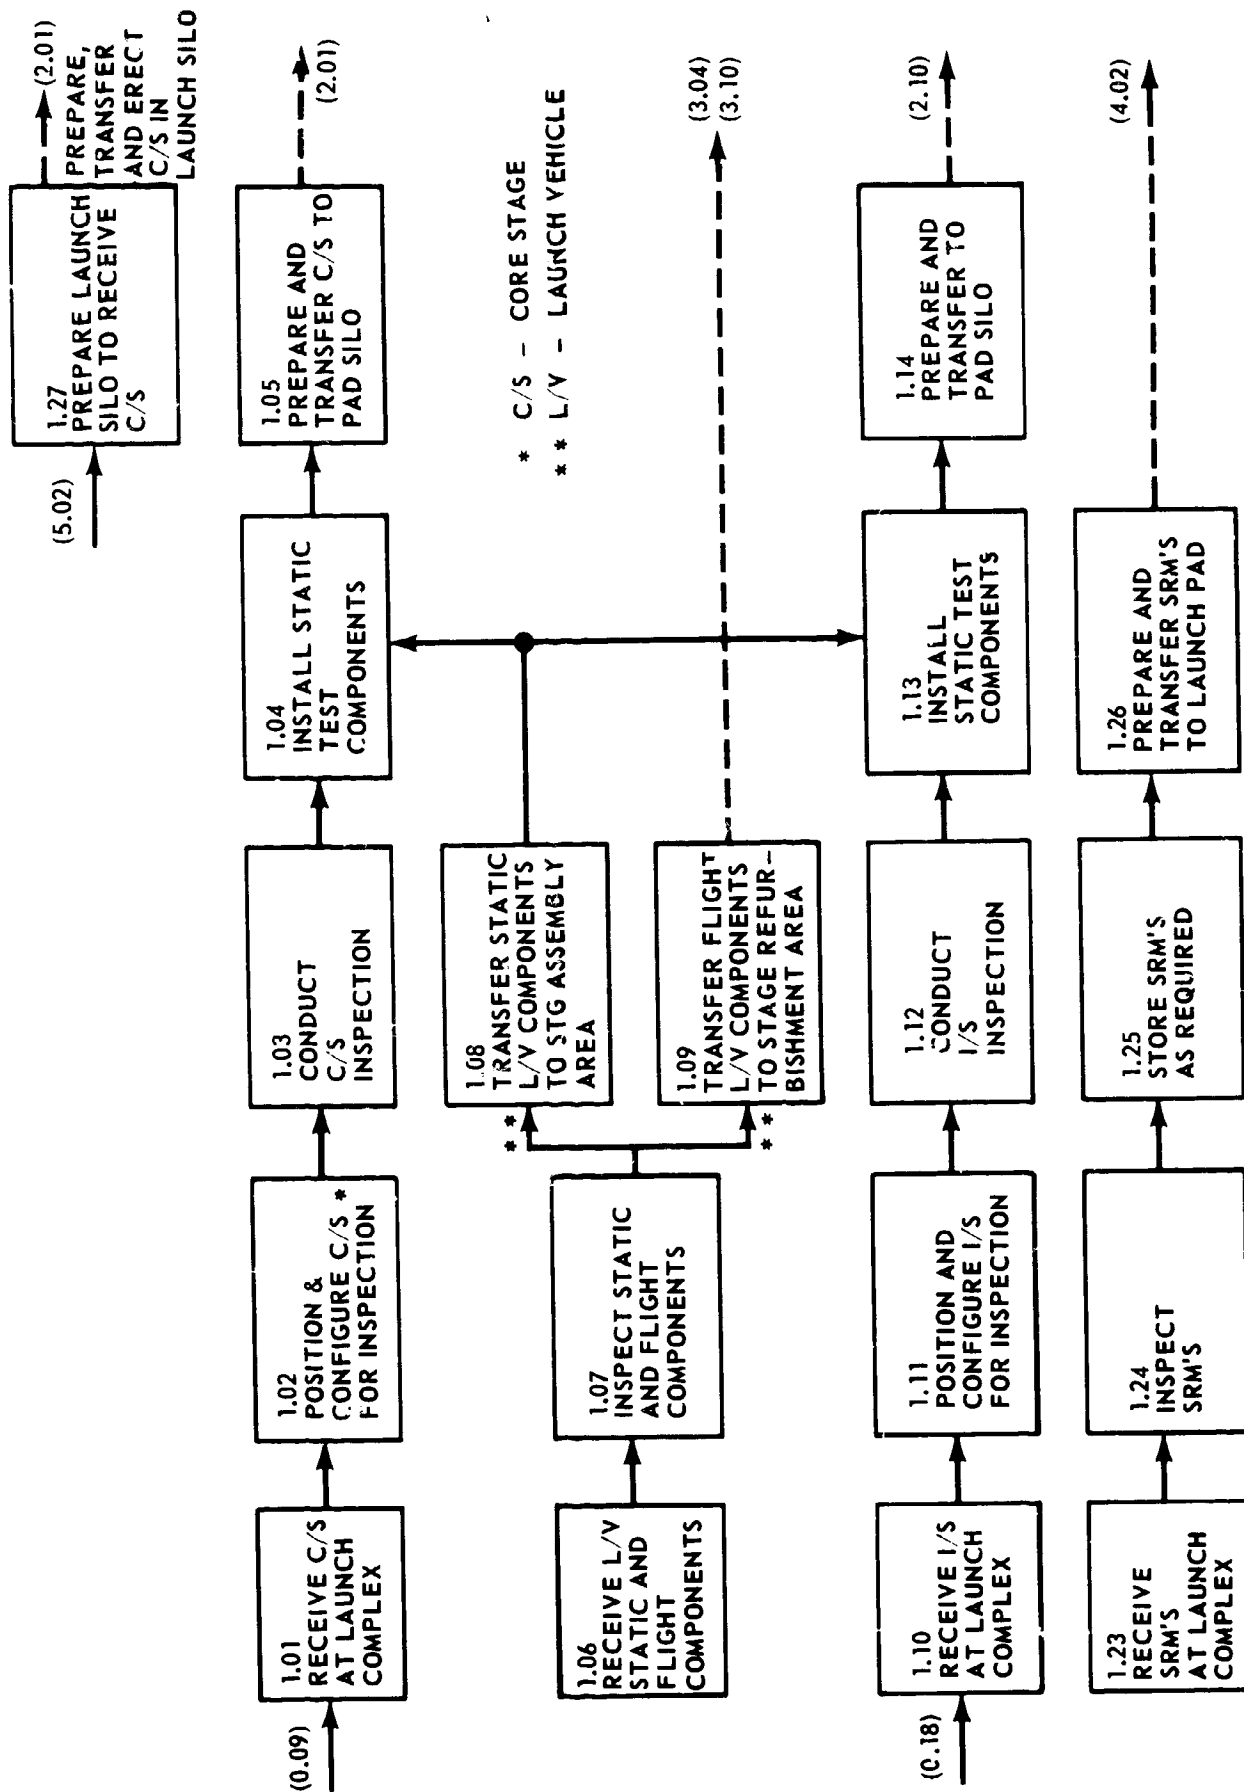 (5.02)
1.27
PREPARE LAUNCH
SILO TO RECEIVE
C/S
(2.01)
PREPARE,
TRANSFER
AND ERECT
C/S IN
LAUNCH SILO
(0.09)
1.01
RECEIVE C/S
AT LAUNCH
COMPLEX
1.02
POSITION &
CONFIGURE C/S *
FOR INSPECTION
1.03
CONDUCT
C/S
INSPECTION
1.04
INSTALL STATIC
TEST
COMPONENTS
1.05
PREPARE AND
TRANSFER C/S TO
PAD SILO
(2.01)
1.06
RECEIVE L/V
STATIC AND
FLIGHT
COMPONENTS
1.07
INSPECT STATIC
AND FLIGHT
COMPONENTS
* *
1.08
TRANSFER STATIC
L/V COMPONENTS
TO STG ASSEMBLY
AREA
* *
1.09
TRANSFER FLIGHT
L/V COMPONENTS
TO STAGE REFUR-
BISHMENT AREA
* C/S - CORE STAGE
* * L/V - LAUNCH VEHICLE
(3.04)
(3.10)
(0.18)
1.10
RECEIVE I/S
AT LAUNCH
COMPLEX
1.11
POSITION AND
CONFIGURE I/S
FOR INSPECTION
1.12
CONDUCT
I/S
INSPECTION
1.13
INSTALL
STATIC TEST
COMPONENTS
1.14
PREPARE AND
TRANSFER TO
PAD SILO
(2.10)
1.23
RECEIVE
SRM'S
AT LAUNCH
COMPLEX
1.24
INSPECT
SRM'S
1.25
STORE SRM'S
AS REQUIRED
1.26
PREPARE AND
TRANSFER SRM'S
TO LAUNCH PAD
(4.02)